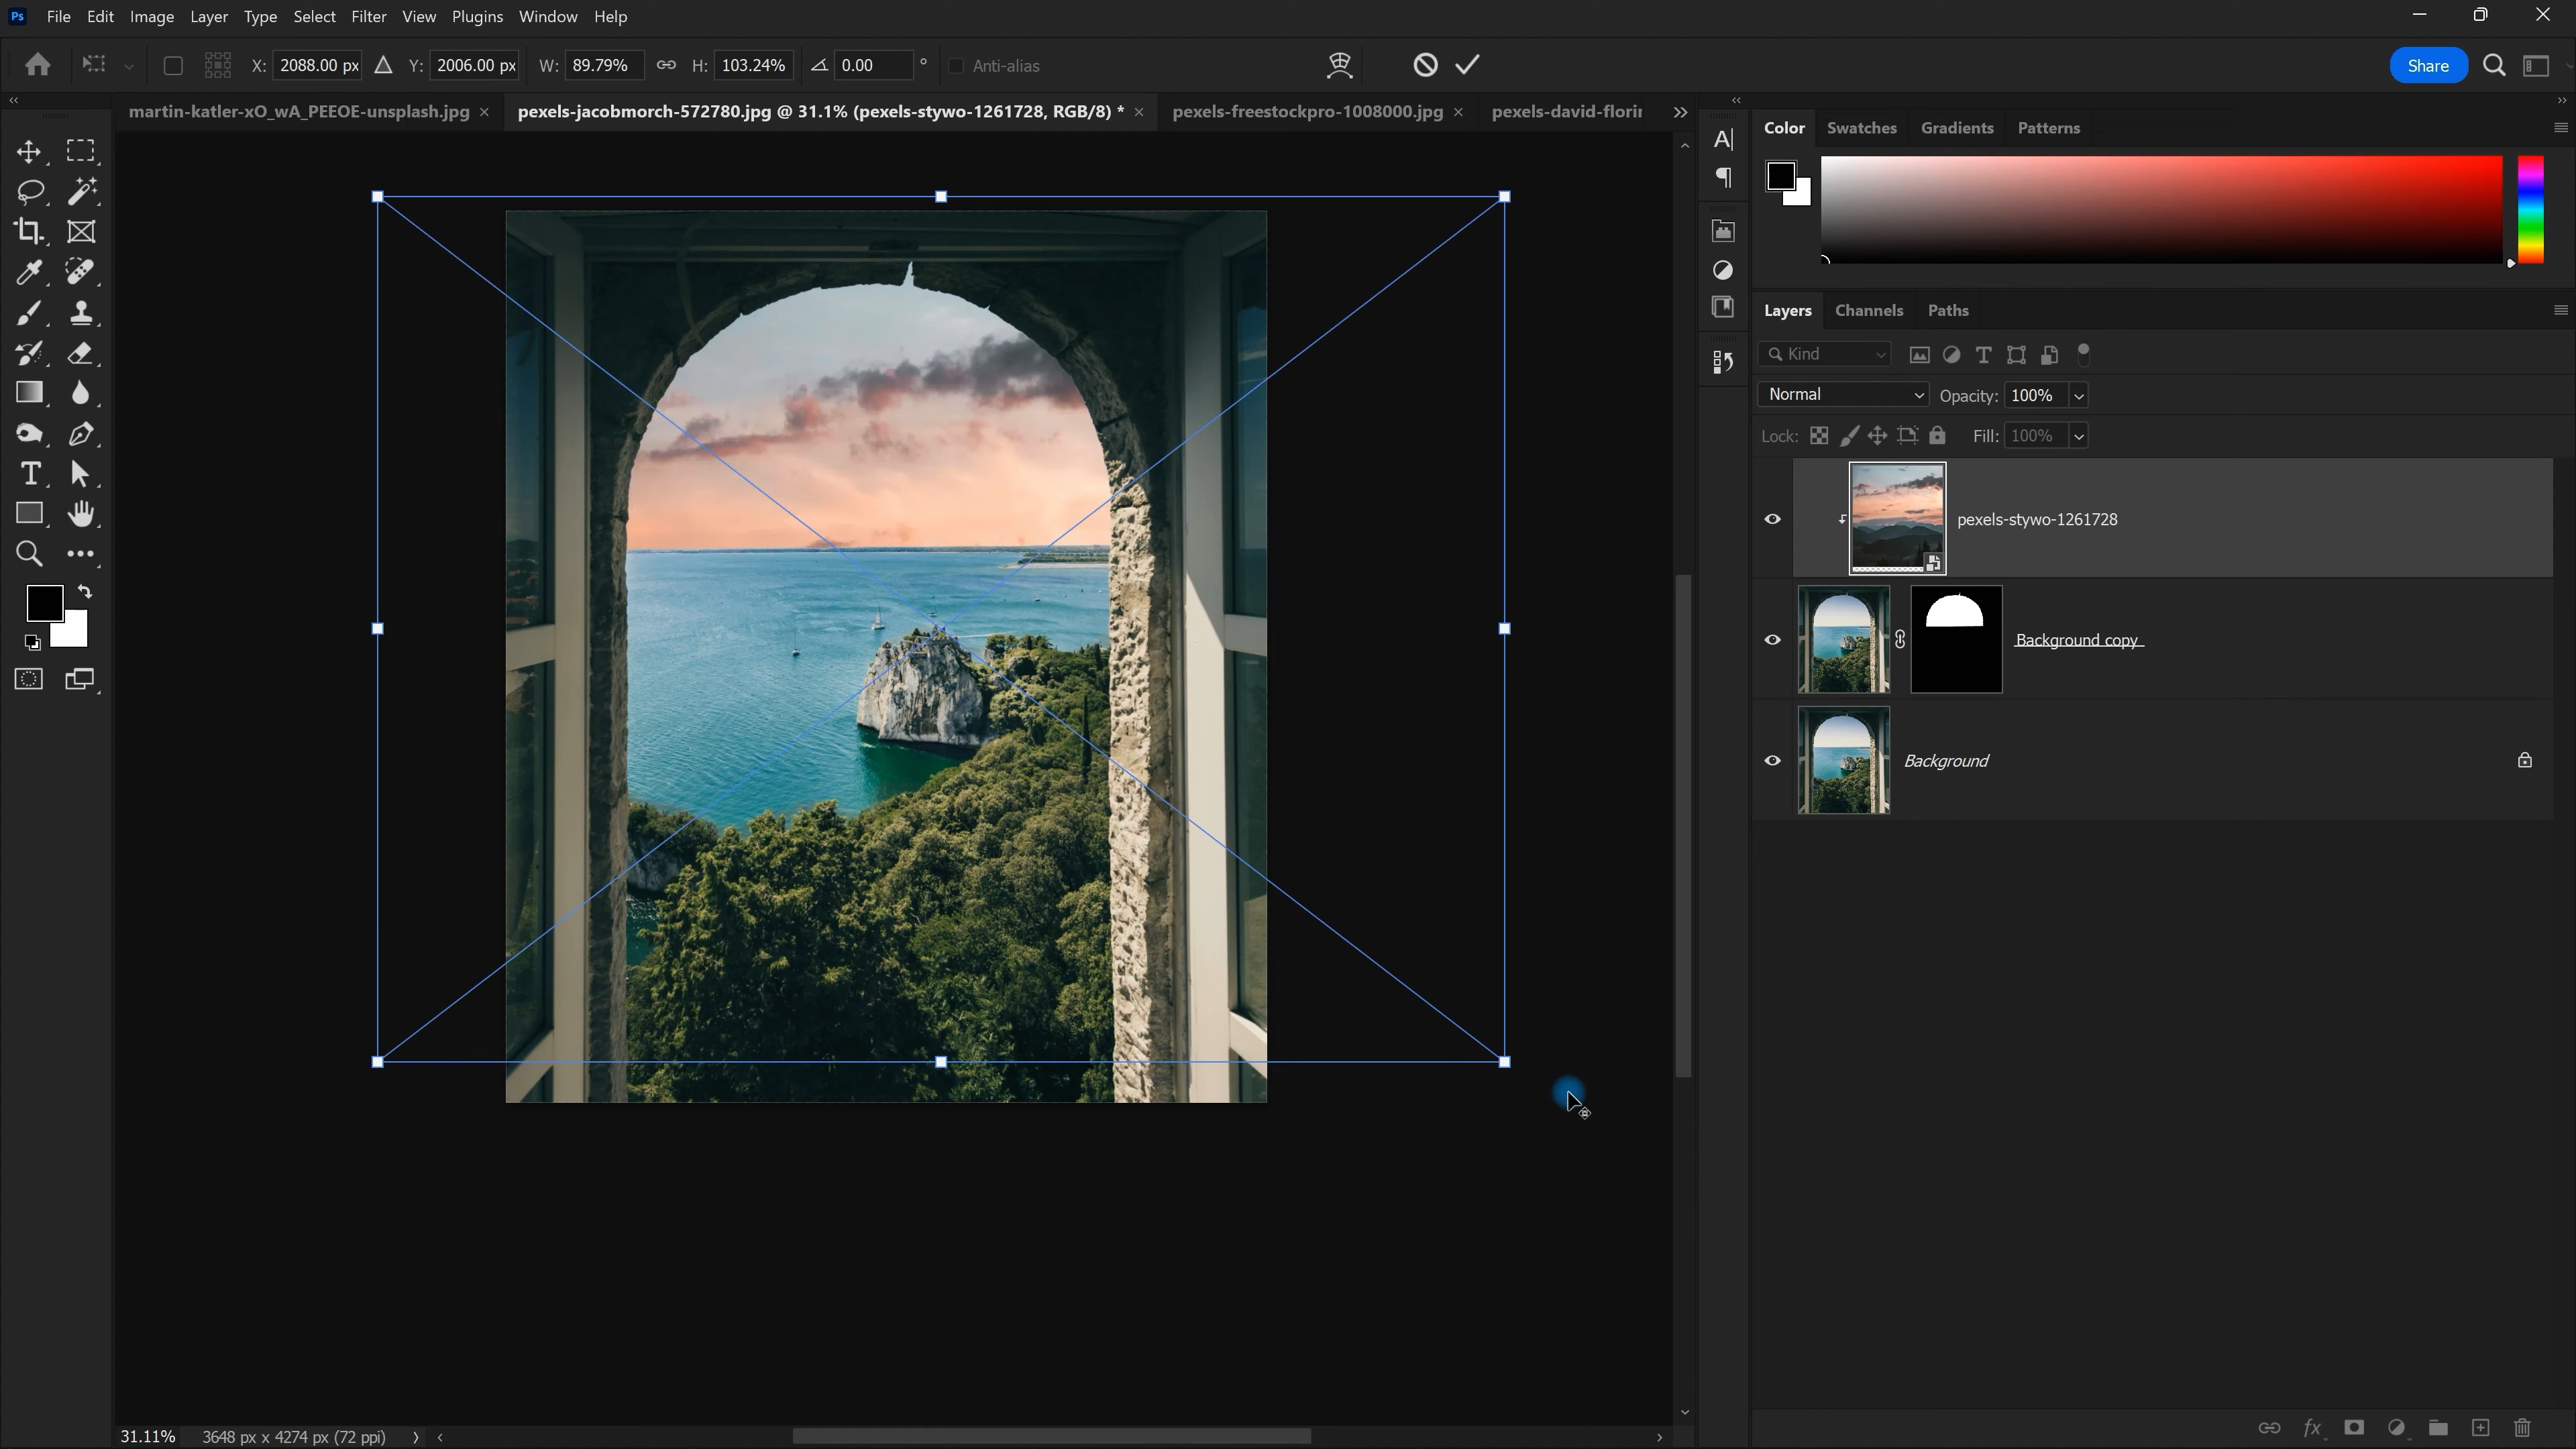 Ps File Edit Image Layer Type Select Filter View Plugins Window Help
X: 2088.00 px Y: 2006.00 px W: 89.79% H: 103.24% 0.00 ° Anti-alias Share
martin-katler-xO_wA_PEEOE-unsplash.jpg × pexels-jacobmorch-572780.jpg @ 31.1% (pexels-stywo-1261728, RGB/8) * × pexels-freestockpro-1008000.jpg × pexels-david-florin
Color Swatches Gradients Patterns
Layers Channels Paths
Kind
Normal Opacity: 100%
Lock: Fill: 100%
pexels-stywo-1261728
Background copy
Background
31.11% 3648 px x 4274 px (72 ppi)
fx